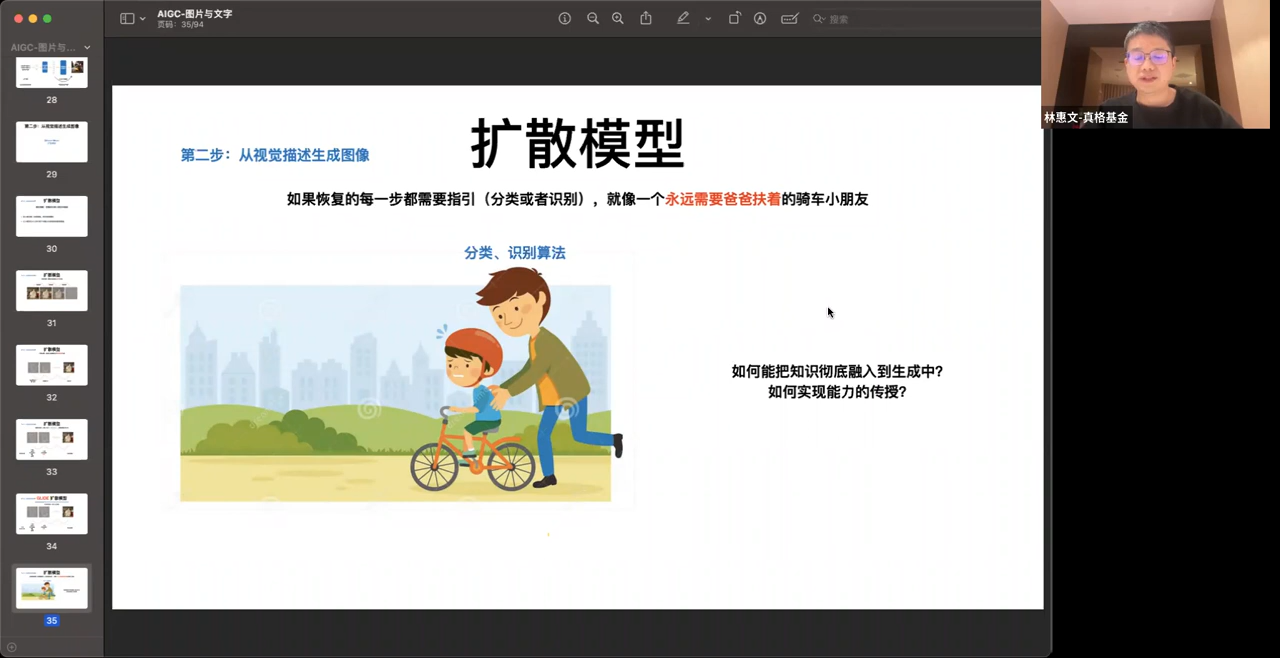 AIGC-图片与文字
页码: 35/94
搜索
AIGC-图片与...
28
29
30
31
32
33
34
35
扩散模型
第二步：从视觉描述生成图像
如果恢复的每一步都需要指引（分类或者识别），就像一个永远需要爸爸扶着的骑车小朋友
分类、识别算法
如何能把知识彻底融入到生成中?
如何实现能力的传授?
林惠文-真格基金